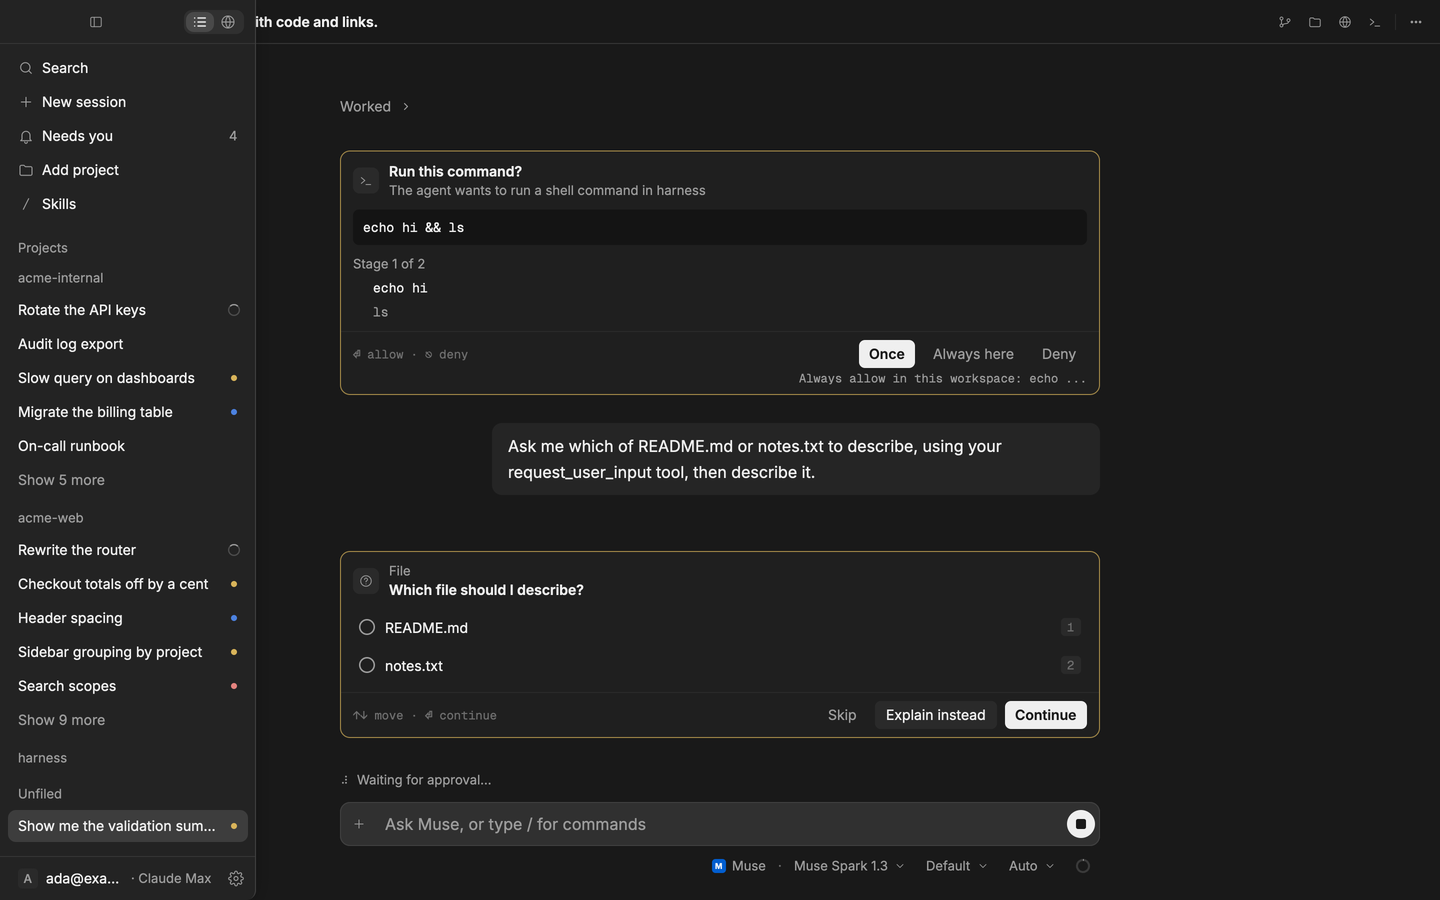 ith code and links.
Search
New session
Needs you 4
Add project
Skills
Projects
acme-internal
Rotate the API keys
Audit log export
Slow query on dashboards
Migrate the billing table
On-call runbook
Show 5 more
acme-web
Rewrite the router
Checkout totals off by a cent
Header spacing
Sidebar grouping by project
Search scopes
Show 9 more
harness
Unfiled
Show me the validation sum...
A ada@exa... · Claude Max
Worked
Run this command?
The agent wants to run a shell command in harness
echo hi && ls
Stage 1 of 2
echo hi
ls
allow · deny
Once Always here Deny
Always allow in this workspace: echo ...
Ask me which of README.md or notes.txt to describe, using your
request_user_input tool, then describe it.
File
Which file should I describe?
README.md 1
notes.txt 2
move · continue
Skip Explain instead Continue
Waiting for approval...
Ask Muse, or type / for commands
M Muse · Muse Spark 1.3 Default Auto